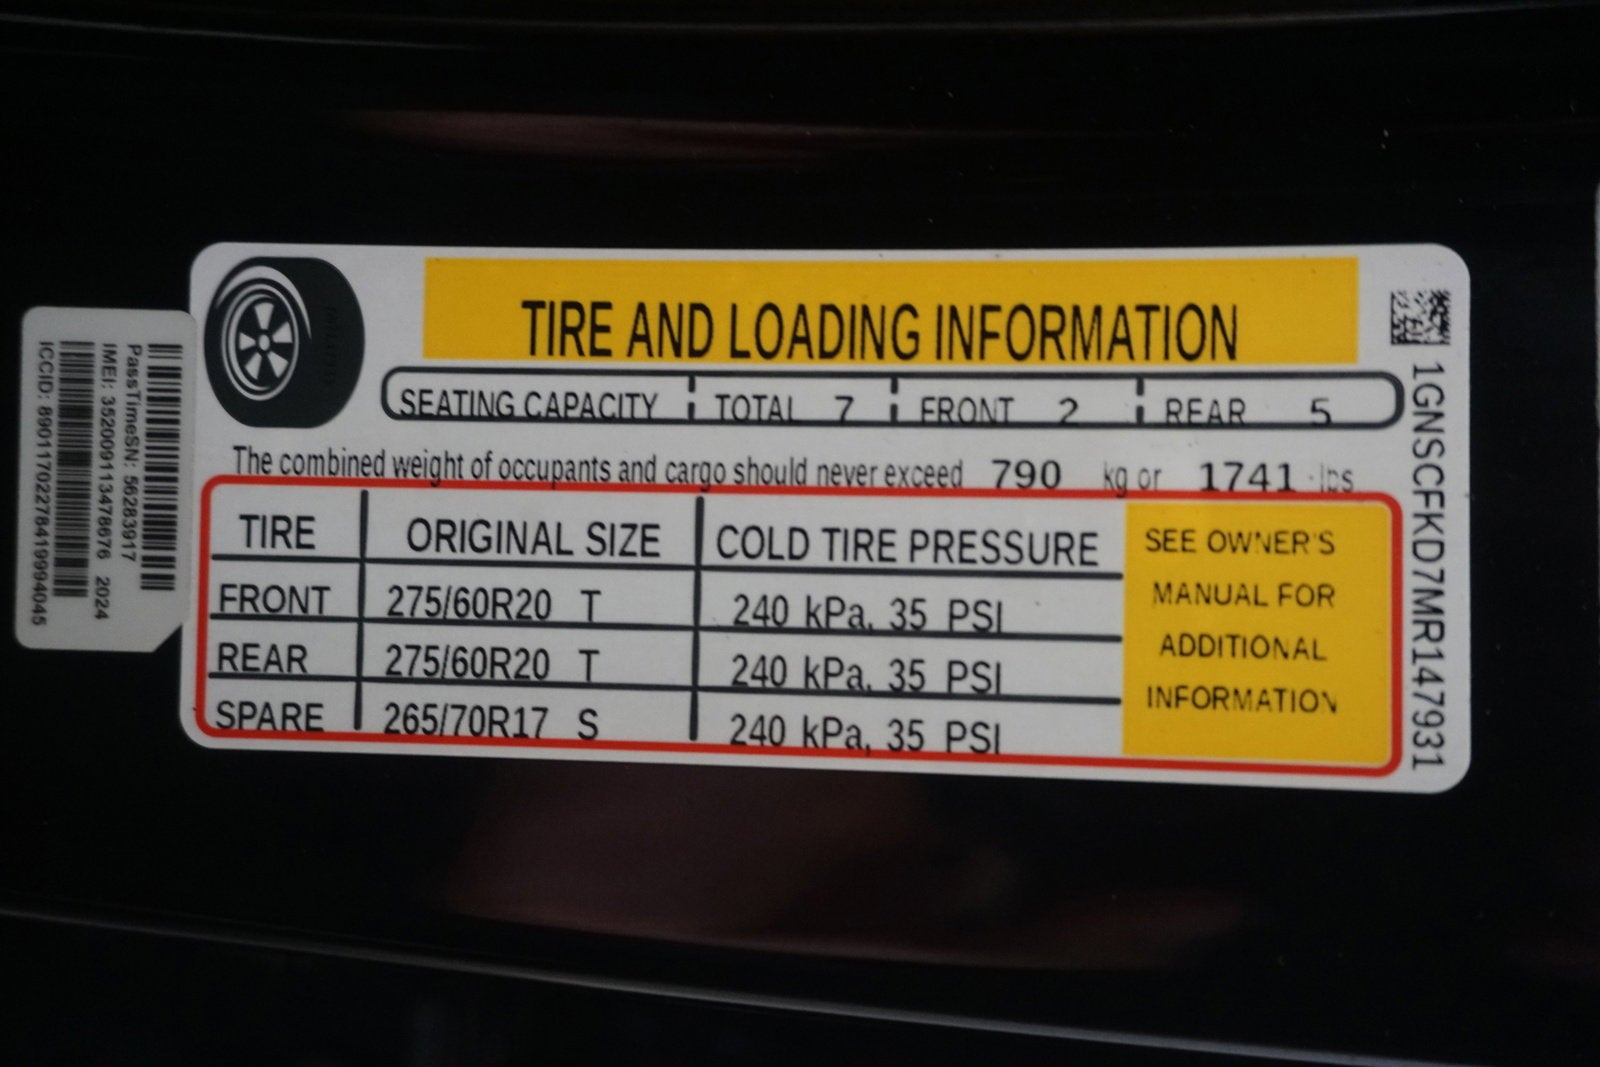 TIRE AND LOADING INFORMATION
SEATING CAPACITY TOTAL 7 FRONT 2 REAR 5
The combined weight of occupants and cargo should never exceed 790 kg or 1741 lbs
TIRE ORIGINAL SIZE COLD TIRE PRESSURE
FRONT 275/60R20 T 240 kPa, 35 PSI
REAR 275/60R20 T 240 kPa, 35 PSI
SPARE 265/70R17 S 240 kPa, 35 PSI
SEE OWNER'S
MANUAL FOR
ADDITIONAL
INFORMATION
1GNSCFKD7MR147931
PassTimeSN: 56283917
IMEI: 352009113478676 2024
ICCID: 89011702278419994045